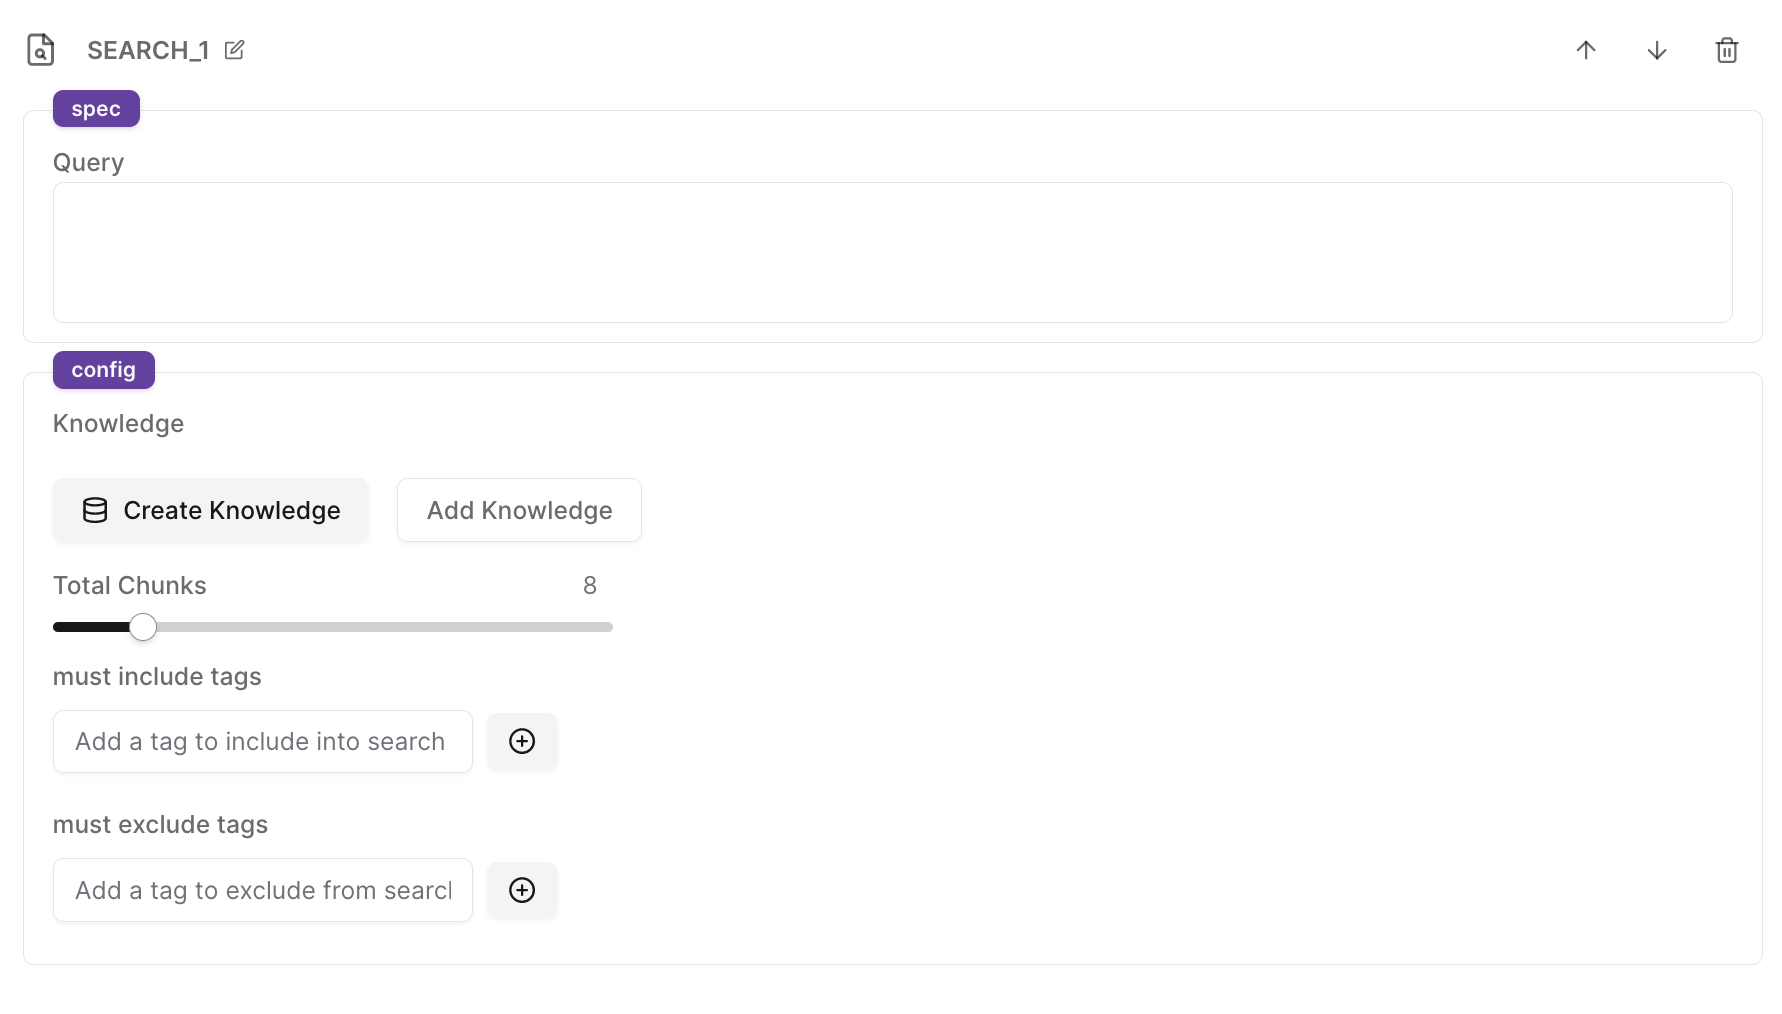 SEARCH_1
spec
Query
config
Knowledge
Create Knowledge
Add Knowledge
Total Chunks 8
must include tags
Add a tag to include into search
must exclude tags
Add a tag to exclude from search